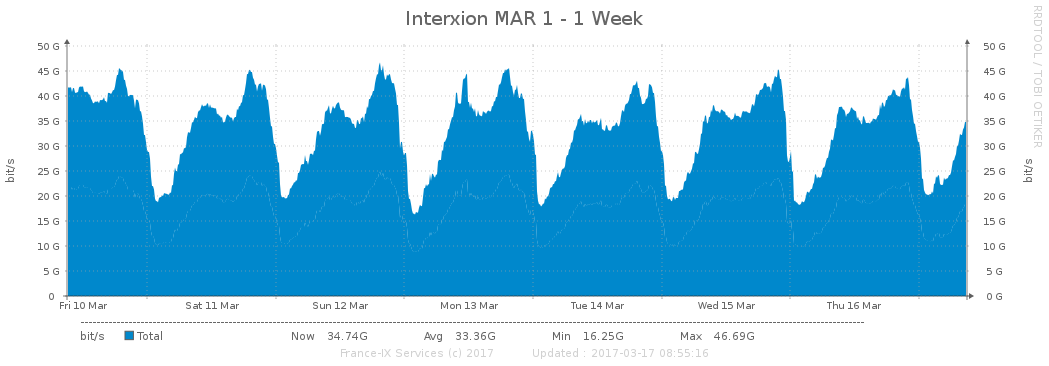 Interxion MAR 1 - 1 Week
RRDTOOL / TOBI OETIKER
50 G 50 G
45 G 45 G
40 G 40 G
35 G 35 G
30 G 30 G
25 G 25 G
20 G 20 G
15 G 15 G
10 G 10 G
5 G 5 G
0 0 G
bit/s bit/s
Fri 10 Mar Sat 11 Mar Sun 12 Mar Mon 13 Mar Tue 14 Mar Wed 15 Mar Thu 16 Mar
bit/s Total Now 34.74G Avg 33.36G Min 16.25G Max 46.69G
France-IX Services (c) 2017 Updated : 2017-03-17 08:55:16